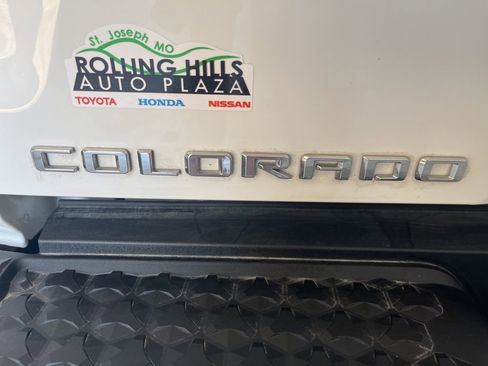 St. Joseph MO
ROLLING HILLS
AUTO PLAZA
TOYOTA HONDA NISSAN
COLORADO